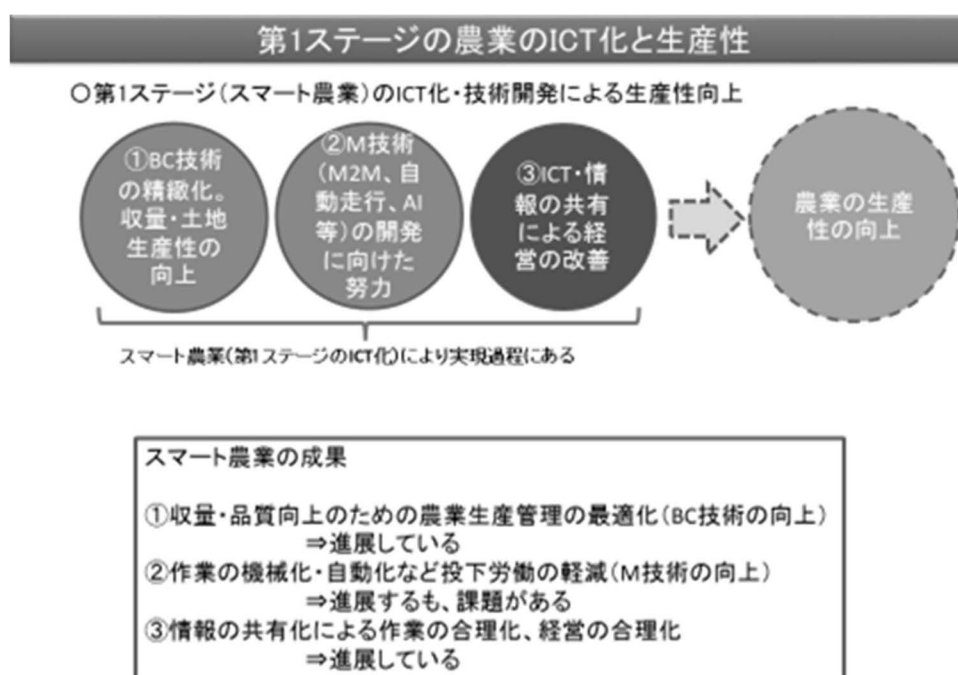 第1ステージの農業のICT化と生産性
○第1ステージ(スマート農業)のICT化・技術開発による生産性向上
①BC技術
の精緻化。
収量・土地
生産性の
向上
②M技術
(M2M、自
動走行、AI
等)の開発
に向けた
努力
③ICT・情
報の共有
による経
営の改善
農業の生産
性の向上
スマート農業(第1ステージのICT化)により実現過程にある
スマート農業の成果
①収量・品質向上のための農業生産管理の最適化(BC技術の向上)
⇒進展している
②作業の機械化・自動化など投下労働の軽減(M技術の向上)
⇒進展するも、課題がある
③情報の共有化による作業の合理化、経営の合理化
⇒進展している